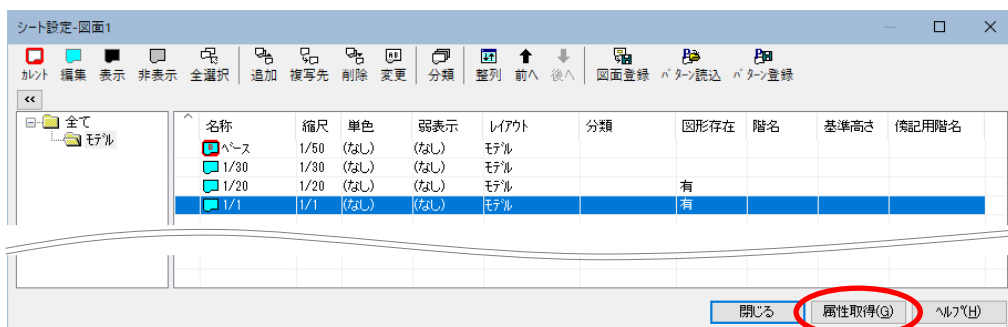 シート設定-図面1
ｶﾚﾝﾄ 編集 表示 非表示 全選択 追加 複写先 削除 変更 分類 整列 前へ 後へ 図面登録 ﾊﾟﾀｰﾝ読込 ﾊﾟﾀｰﾝ登録
<<
全て
ﾓﾃﾞﾙ
名称 縮尺 単色 弱表示 ﾚｲｱｳﾄ 分類 図形存在 階名 基準高さ 傍記用階名
ﾍﾞｰｽ 1/50 (なし) (なし) ﾓﾃﾞﾙ
1/30 1/30 (なし) (なし) ﾓﾃﾞﾙ
1/20 1/20 (なし) (なし) ﾓﾃﾞﾙ 有
1/1 1/1 (なし) (なし) ﾓﾃﾞﾙ 有
閉じる 属性取得(G) ﾍﾙﾌﾟ(H)